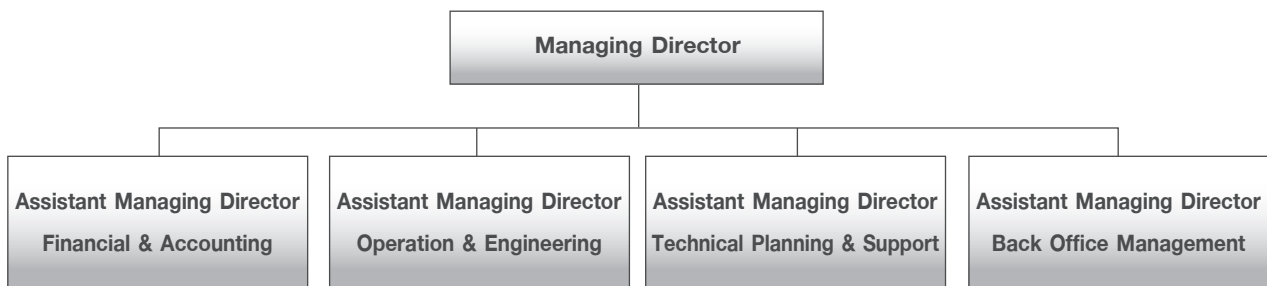 Managing Director
Assistant Managing Director
Financial & Accounting
Assistant Managing Director
Operation & Engineering
Assistant Managing Director
Technical Planning & Support
Assistant Managing Director
Back Office Management